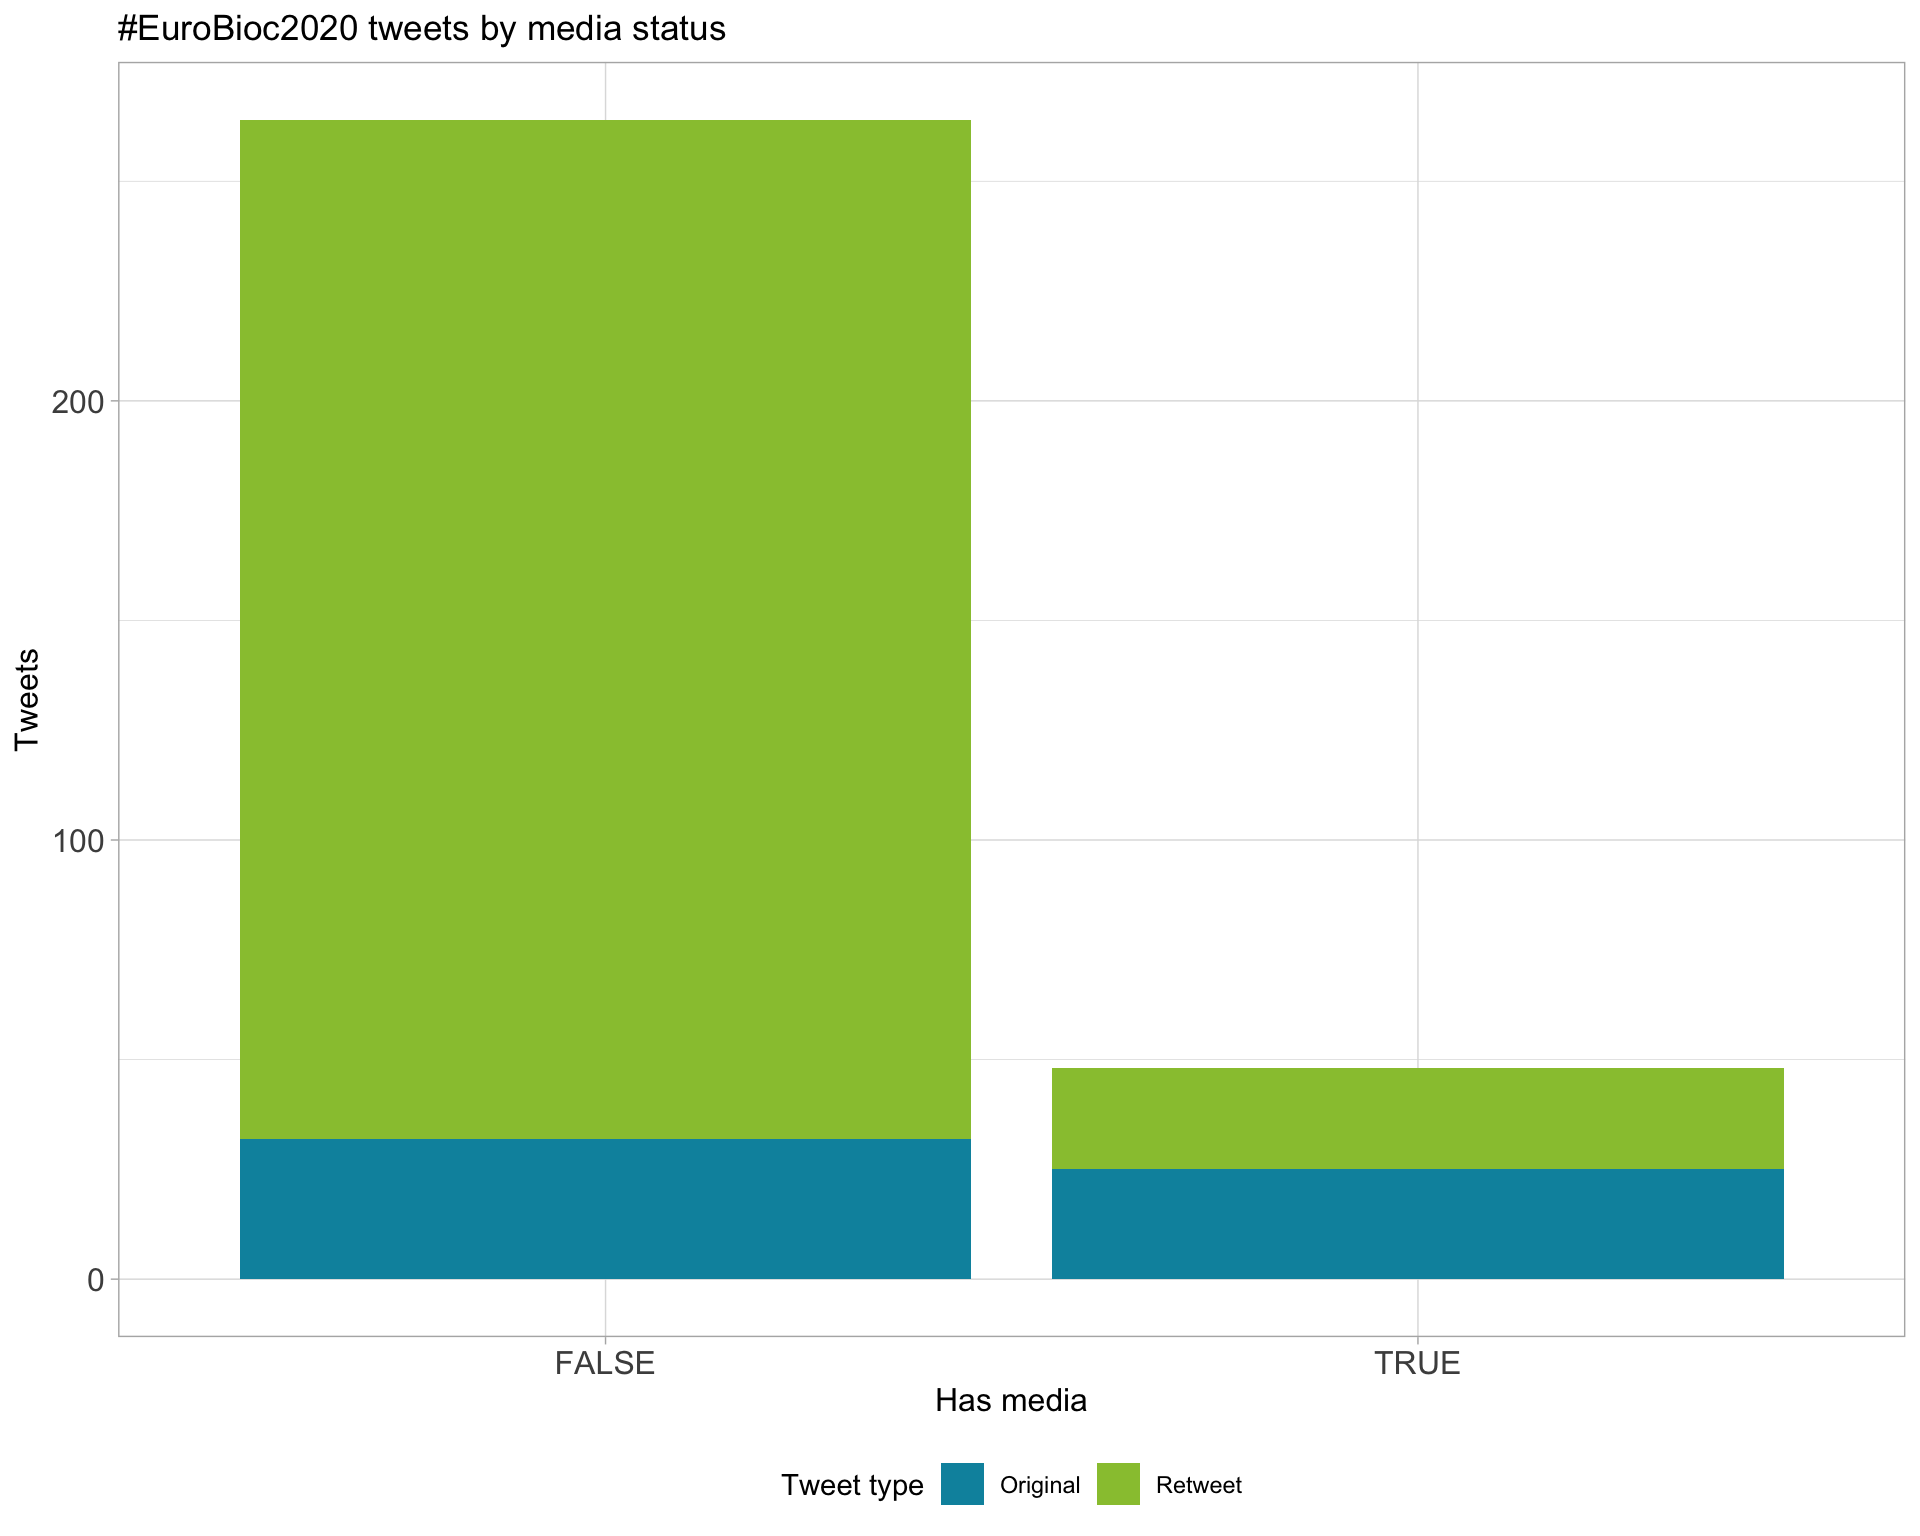 #EuroBioc2020 tweets by media status
Tweets
200
100
0
FALSE
TRUE
Has media
Tweet type
Original
Retweet